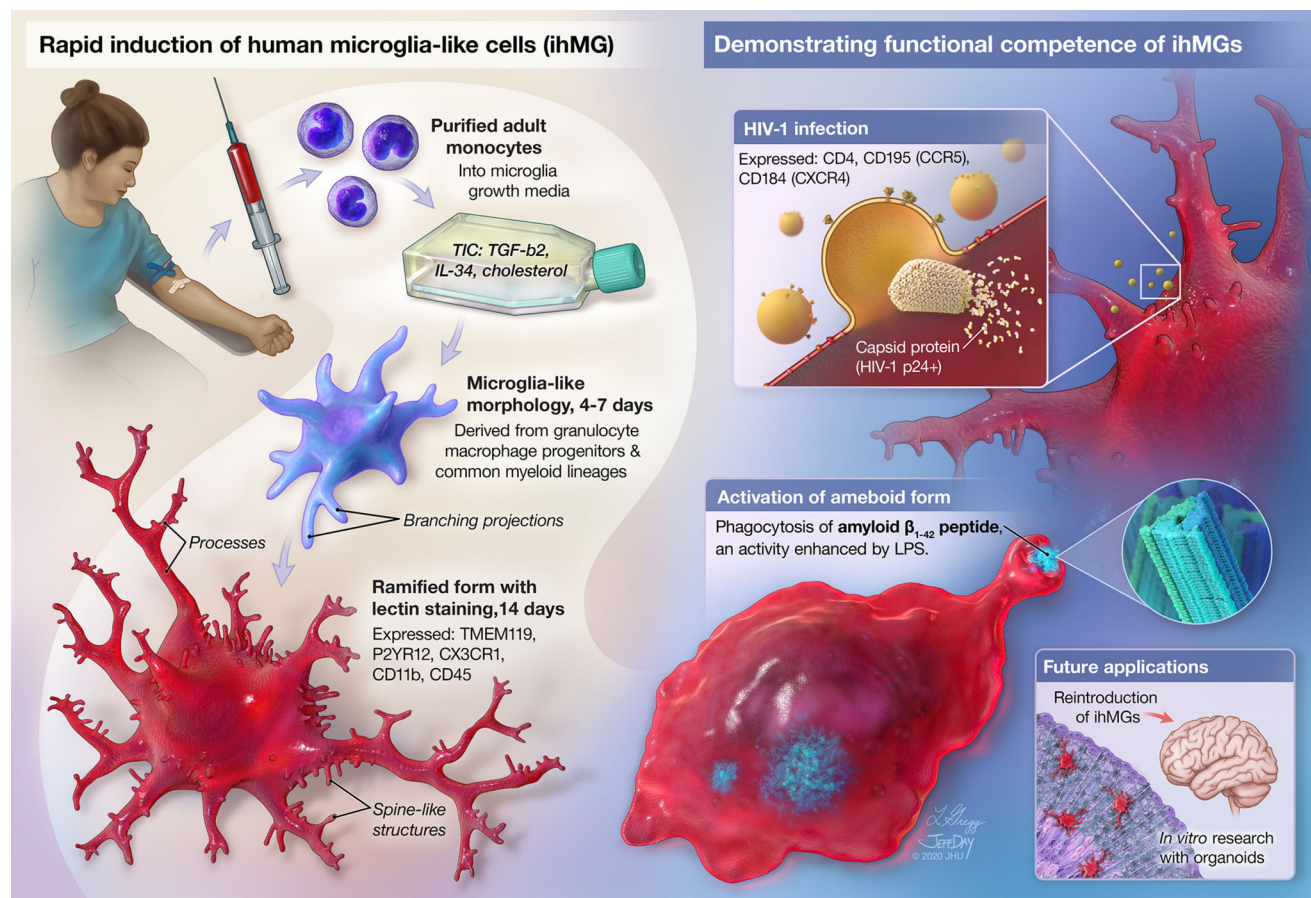 Rapid induction of human microglia-like cells (ihMG)
Purified adult
monocytes
Into microglia
growth media
TIC: TGF-b2,
IL-34, cholesterol
Microglia-like
morphology, 4-7 days
Derived from granulocyte
macrophage progenitors &
common myeloid lineages
Branching projections
Processes
Ramified form with
lectin staining,14 days
Expressed: TMEM119,
P2YR12, CX3CR1,
CD11b, CD45
Spine-like
structures
Demonstrating functional competence of ihMGs
HIV-1 infection
Expressed: CD4, CD195 (CCR5),
CD184 (CXCR4)
Capsid protein
(HIV-1 p24+)
Activation of ameboid form
Phagocytosis of amyloid β1-42 peptide,
an activity enhanced by LPS.
Future applications
Reintroduction
of ihMGs
In vitro research
with organoids
L Gregg
JEFFDAY
© 2020 JHU